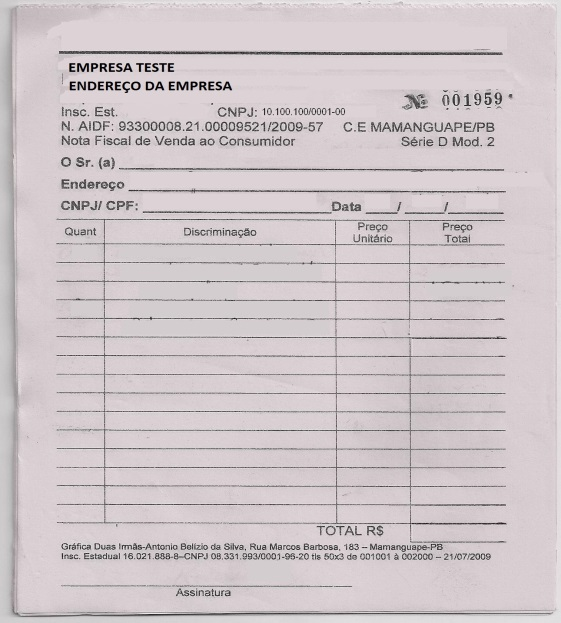 EMPRESA TESTE
ENDEREÇO DA EMPRESA
Nº 001959
Insc. Est. CNPJ: 10.100.100/0001-00
N. AIDF: 93300008.21.00009521/2009-57 C.E MAMANGUAPE/PB
Nota Fiscal de Venda ao Consumidor Série D Mod. 2
O Sr. (a)
Endereço
CNPJ/ CPF: Data / /
Quant Discriminação Preço Unitário Preço Total
TOTAL R$
Gráfica Duas Irmãs-Antonio Belizio da Silva, Rua Marcos Barbosa, 183 – Mamanguape-PB
Insc. Estadual 16.021.888-8–CNPJ 08.331.993/0001-96-20 tls 50x3 de 001001 à 002000 – 21/07/2009
Assinatura